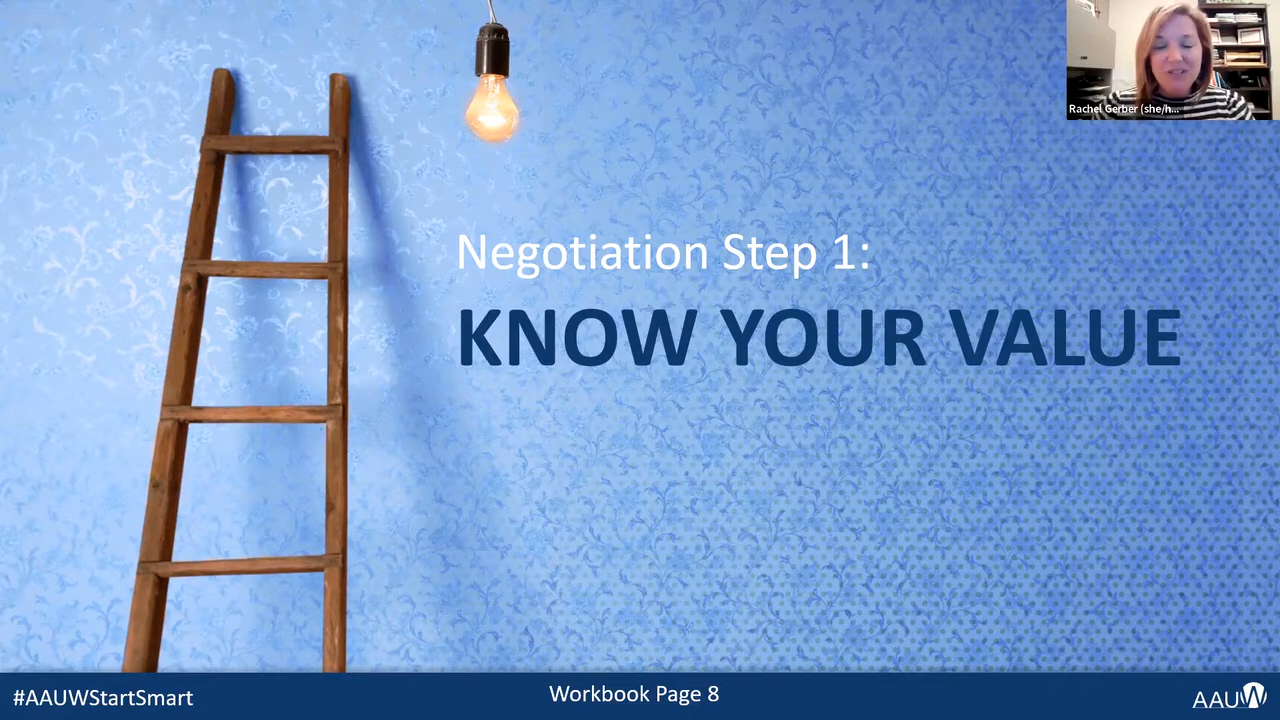 Rachel Gerber (she/h...
Negotiation Step 1:
KNOW YOUR VALUE
#AAUWStartSmart
Workbook Page 8
AAUW